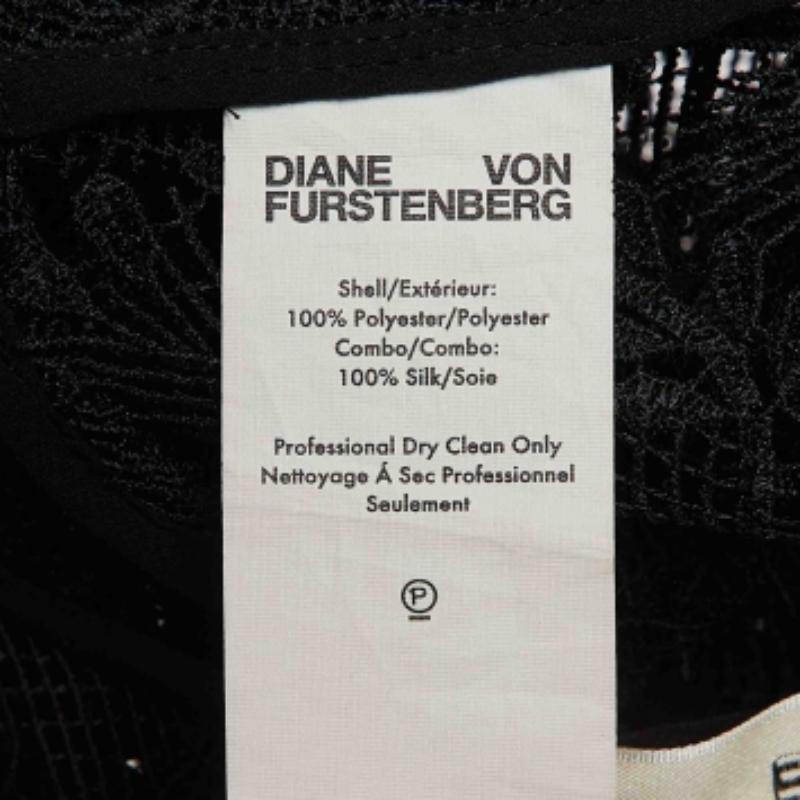 DIANE VON
FURSTENBERG
Shell/Extérieur:
100% Polyester/Polyester
Combo/Combo:
100% Silk/Soie
Professional Dry Clean Only
Nettoyage Á Sec Professionnel
Seulement
P